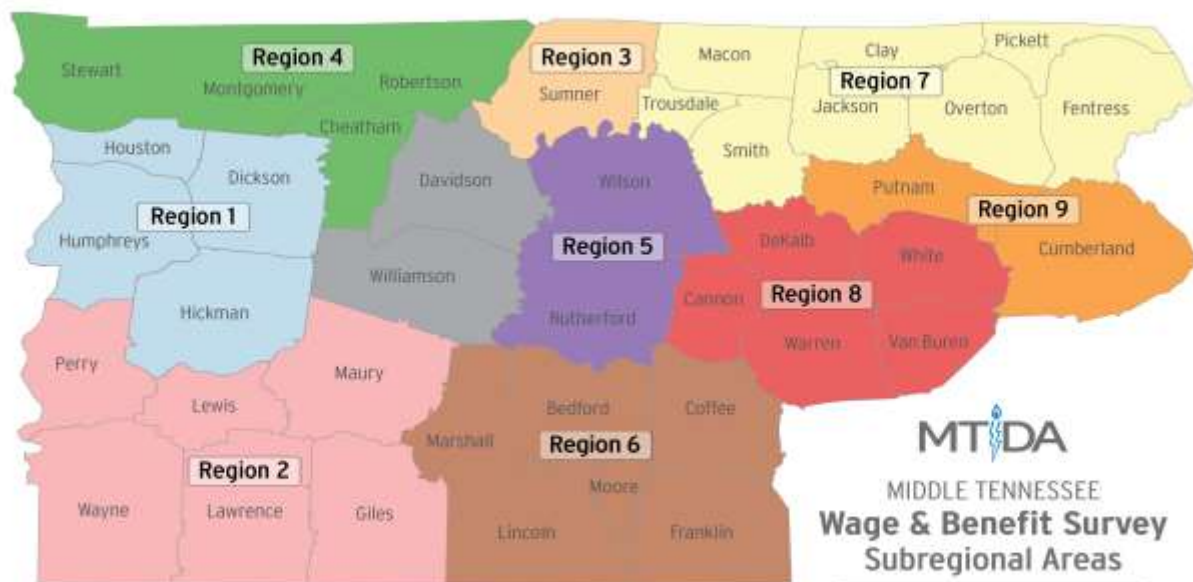 Region 4
Stewart
Montgomery
Robertson
Cheatham
Region 3
Sumner
Macon
Clay
Pickett
Region 7
Trousdale
Jackson
Overton
Fentress
Smith
Houston
Dickson
Region 1
Humphreys
Hickman
Davidson
Williamson
Wilson
Region 5
Rutherford
Putnam
Region 9
Cumberland
DeKalb
White
Cannon
Region 8
Warren
Van Buren
Perry
Lewis
Maury
Region 2
Wayne
Lawrence
Giles
Bedford
Coffee
Marshall
Region 6
Moore
Lincoln
Franklin
MTIDA
MIDDLE TENNESSEE
Wage & Benefit Survey
Subregional Areas